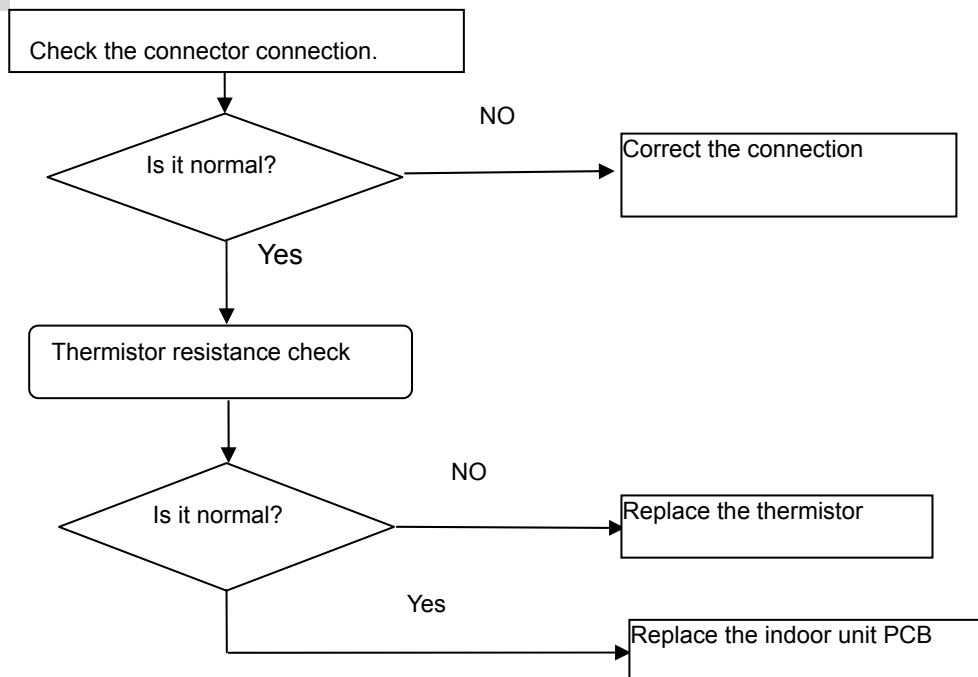 Check the connector connection.
NO
Is it normal?
Correct the connection
Yes
Thermistor resistance check
NO
Is it normal?
Replace the thermistor
Yes
Replace the indoor unit PCB